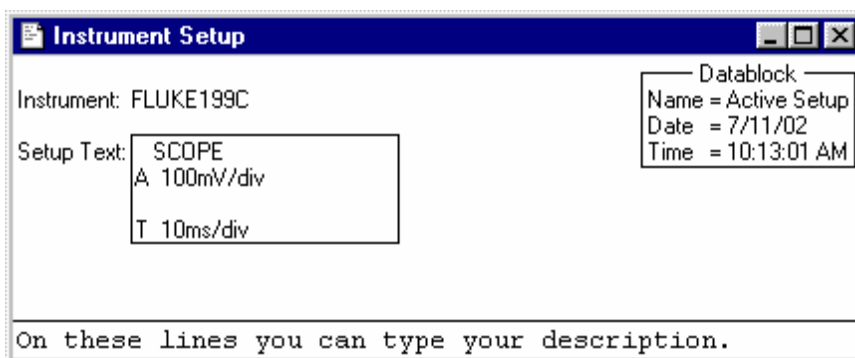 Instrument Setup
Datablock
Instrument: FLUKE199C
Name = Active Setup
Date = 7/11/02
Time = 10:13:01 AM
Setup Text: SCOPE
A 100mV/div
T 10ms/div
On these lines you can type your description.